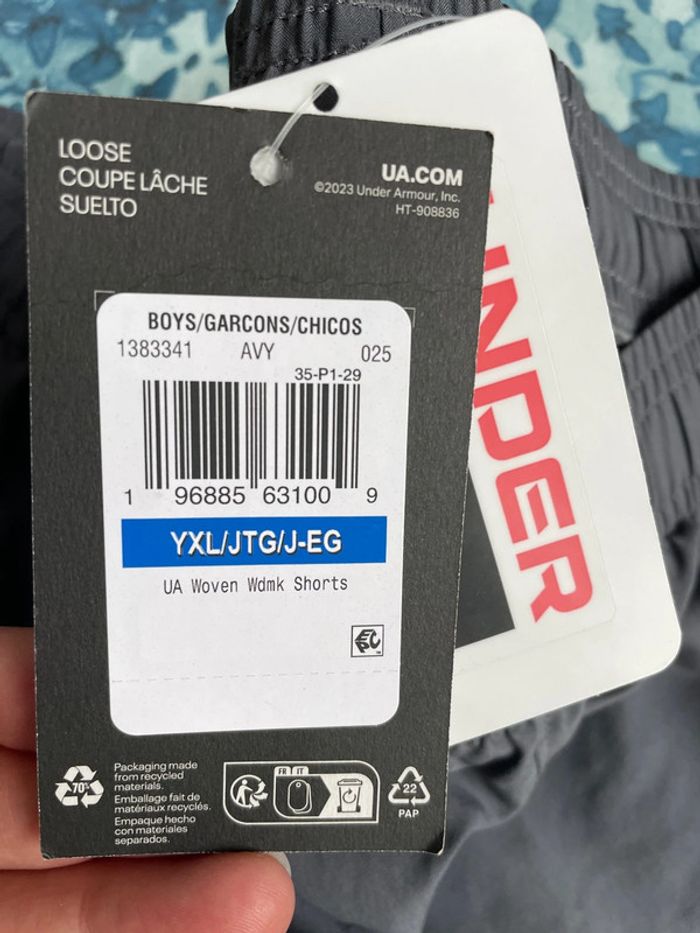 LOOSE
COUPE LÂCHE
SUELTO
UA.COM
©2023 Under Armour, Inc.
HT-908836
BOYS/GARCONS/CHICOS
1383341 AVY 025
35-P1-29
1 96885 63100 9
YXL/JTG/J-EG
UA Woven Wdmk Shorts
EPC
70%
Packaging made
from recycled
materials.
Emballage fait de
matériaux recyclés.
Empaque hecho
con materiales
separados.
FR IT
22
PAP
UNDER